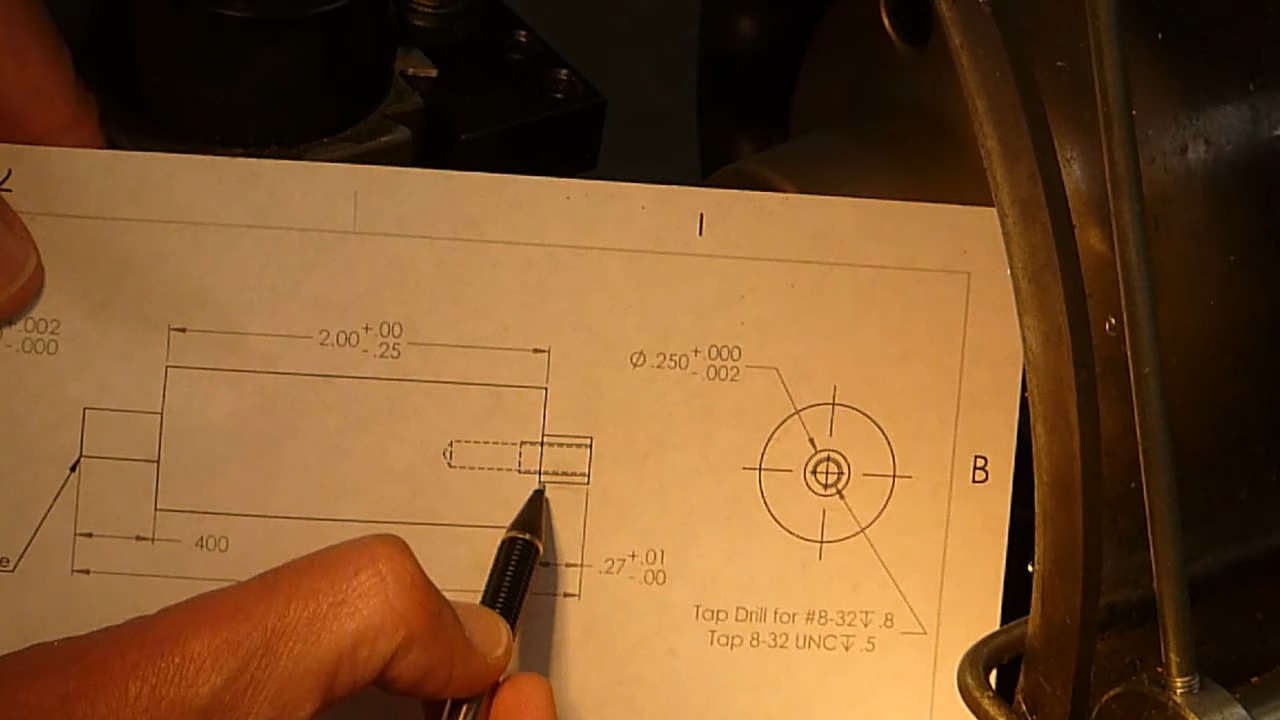 1
+.002
-.000
2.00 +.00
-.25
Ø.250 +.000
-.002
B
.400
.27 +.01
-.00
Tap Drill for #8-32↧.8
Tap 8-32 UNC↧.5